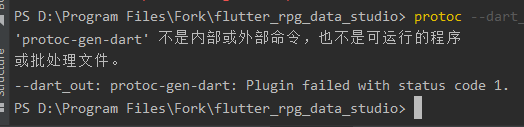 PS D:\Program Files\Fork\flutter_rpg_data_studio> protoc --dart_
'protoc-gen-dart' 不是内部或外部命令，也不是可运行的程序
或批处理文件。
--dart_out: protoc-gen-dart: Plugin failed with status code 1.
PS D:\Program Files\Fork\flutter_rpg_data_studio>